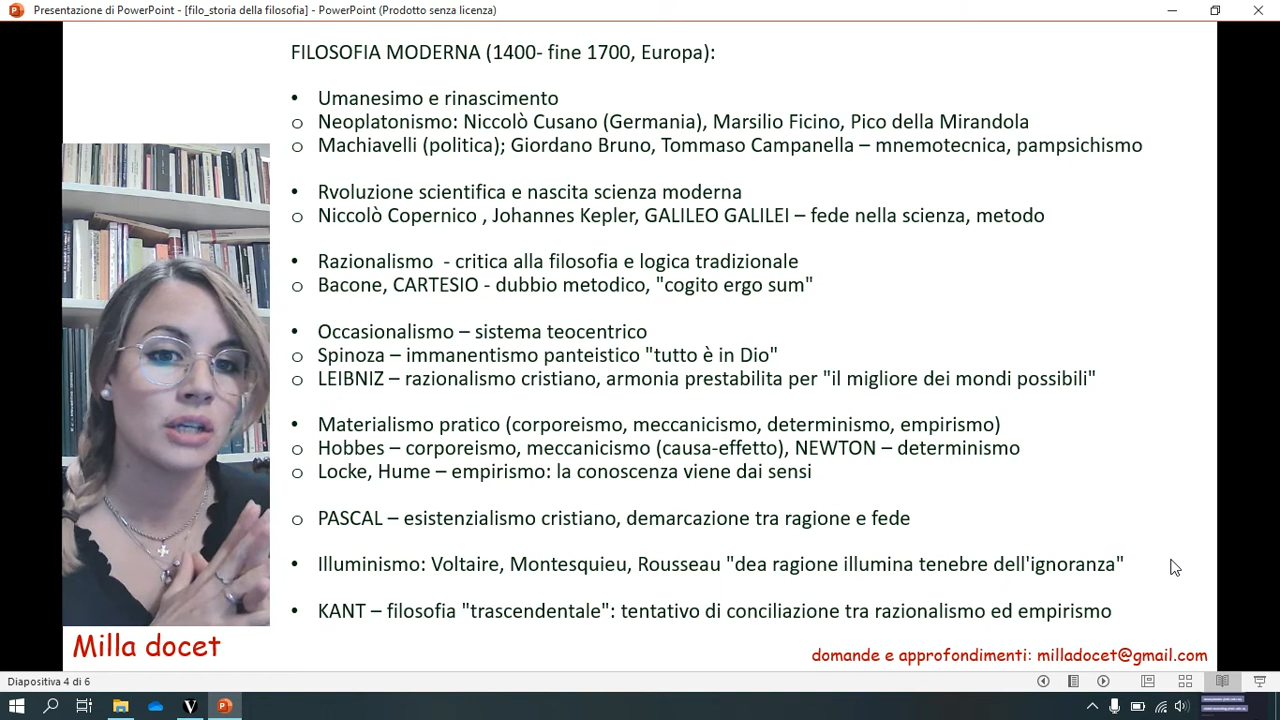 Presentazione di PowerPoint - [filo_storia della filosofia] - PowerPoint (Prodotto senza licenza)
FILOSOFIA MODERNA (1400- fine 1700, Europa):
• Umanesimo e rinascimento
o Neoplatonismo: Niccolò Cusano (Germania), Marsilio Ficino, Pico della Mirandola
o Machiavelli (politica); Giordano Bruno, Tommaso Campanella – mnemotecnica, pampsichismo
• Rvoluzione scientifica e nascita scienza moderna
o Niccolò Copernico , Johannes Kepler, GALILEO GALILEI – fede nella scienza, metodo
• Razionalismo - critica alla filosofia e logica tradizionale
o Bacone, CARTESIO - dubbio metodico, "cogito ergo sum"
• Occasionalismo – sistema teocentrico
o Spinoza – immanentismo panteistico "tutto è in Dio"
o LEIBNIZ – razionalismo cristiano, armonia prestabilita per "il migliore dei mondi possibili"
• Materialismo pratico (corporeismo, meccanicismo, determinismo, empirismo)
o Hobbes – corporeismo, meccanicismo (causa-effetto), NEWTON – determinismo
o Locke, Hume – empirismo: la conoscenza viene dai sensi
o PASCAL – esistenzialismo cristiano, demarcazione tra ragione e fede
• Illuminismo: Voltaire, Montesquieu, Rousseau "dea ragione illumina tenebre dell'ignoranza"
• KANT – filosofia "trascendentale": tentativo di conciliazione tra razionalismo ed empirismo
Milla docet
domande e approfondimenti: milladocet@gmail.com
Diapositiva 4 di 6